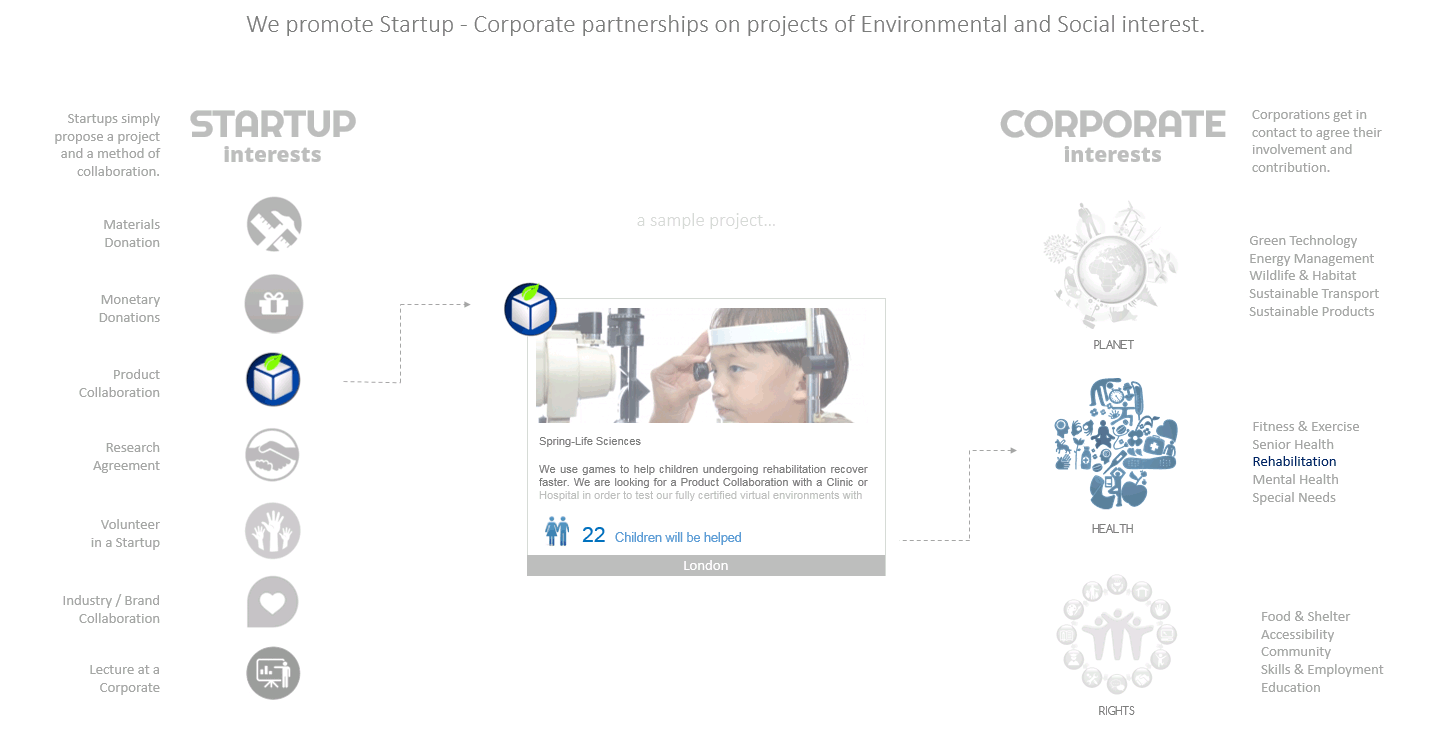 We promote Startup - Corporate partnerships on projects of Environmental and Social interest.
Startups simply
propose a project
and a method of
collaboration.
STARTUP
interests
Materials
Donation
Monetary
Donations
Product
Collaboration
Research
Agreement
Volunteer
in a Startup
Industry / Brand
Collaboration
Lecture at a
Corporate
a sample project...
Spring-Life Sciences
We use games to help children undergoing rehabilitation recover
faster. We are looking for a Product Collaboration with a Clinic or
Hospital in order to test our fully certified virtual environments with
22 Children will be helped
London
CORPORATE
interests
Corporations get in
contact to agree their
involvement and
contribution.
PLANET
Green Technology
Energy Management
Wildlife & Habitat
Sustainable Transport
Sustainable Products
HEALTH
Fitness & Exercise
Senior Health
Rehabilitation
Mental Health
Special Needs
RIGHTS
Food & Shelter
Accessibility
Community
Skills & Employment
Education